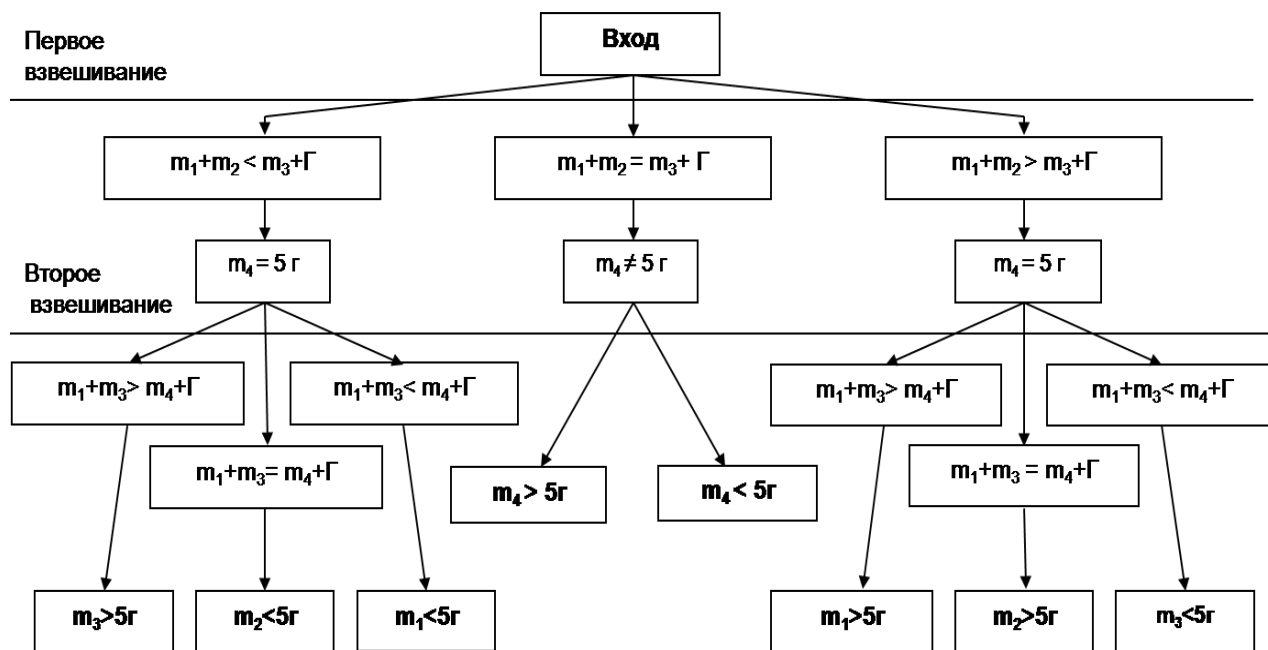 Вход
Первое
взвешивание
m₁+m₂ < m₃+Г
m₁+m₂ = m₃+ Г
m₁+m₂ > m₃+Г
m₄ = 5 г
m₄ ≠ 5 г
m₄ = 5 г
Второе
взвешивание
m₁+m₃> m₄+Г
m₁+m₃< m₄+Г
m₁+m₃> m₄+Г
m₁+m₃< m₄+Г
m₁+m₃= m₄+Г
m₄ > 5г
m₄ < 5г
m₁+m₃ = m₄+Г
m₃>5г
m₂<5г
m₁<5г
m₁>5г
m₂>5г
m₃<5г